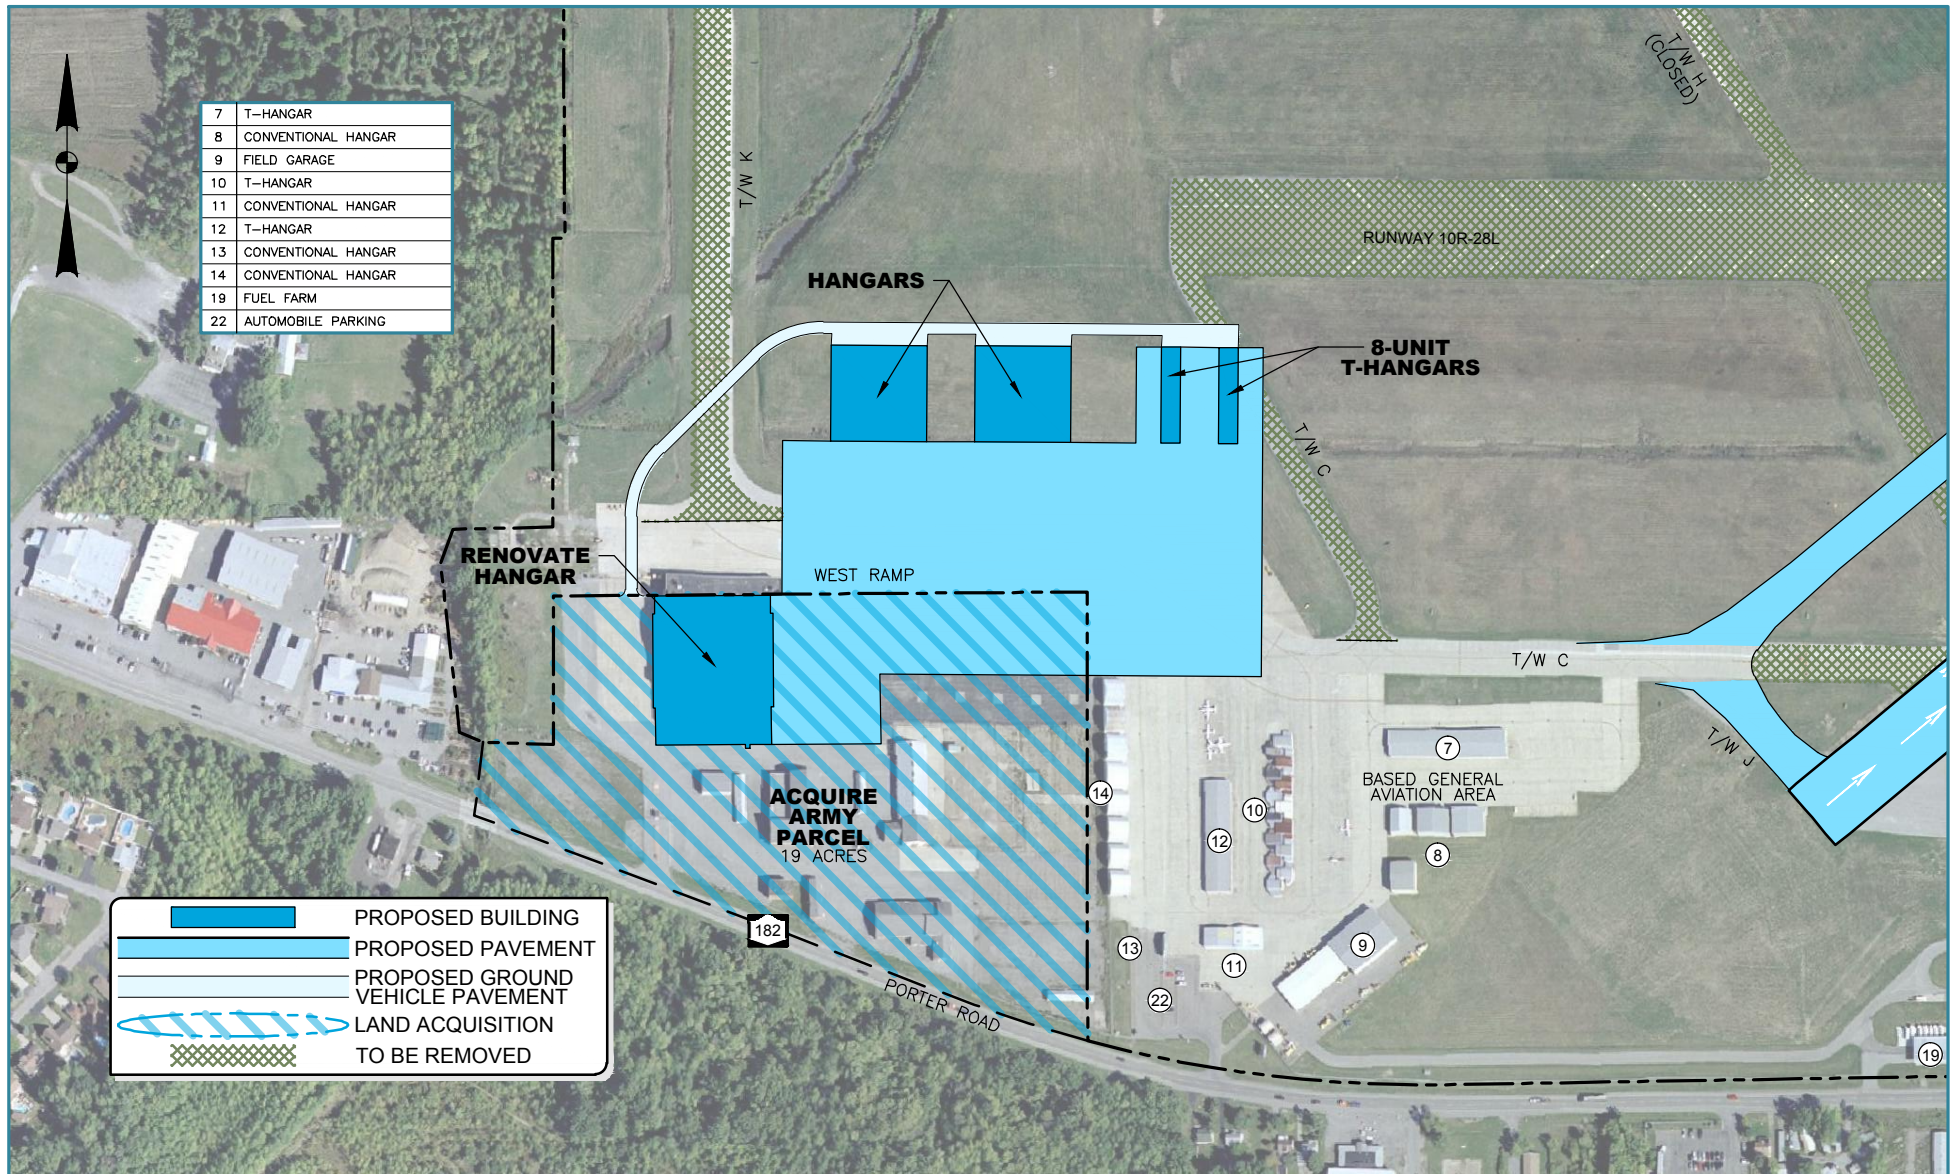 T/W H
(CLOSED)
7 T-HANGAR
8 CONVENTIONAL HANGAR
9 FIELD GARAGE
10 T-HANGAR
11 CONVENTIONAL HANGAR
12 T-HANGAR
13 CONVENTIONAL HANGAR
14 CONVENTIONAL HANGAR
19 FUEL FARM
22 AUTOMOBILE PARKING
T/W K
RUNWAY 10R-28L
HANGARS
8-UNIT
T-HANGARS
T/W C
RENOVATE
HANGAR
WEST RAMP
T/W C
T/W J
7
BASED GENERAL
AVIATION AREA
14
10
12
8
ACQUIRE
ARMY
PARCEL
19 ACRES
182
13
11
9
22
PORTER ROAD
19
PROPOSED BUILDING
PROPOSED PAVEMENT
PROPOSED GROUND
VEHICLE PAVEMENT
LAND ACQUISITION
TO BE REMOVED